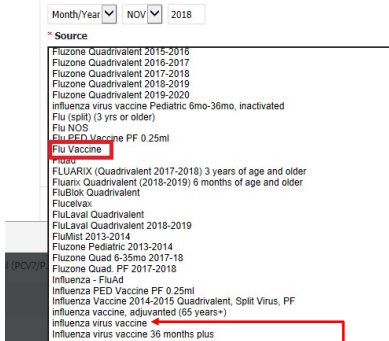 Month/Year NOV 2018
* Source
Fluzone Quadrivalent 2015-2016
Fluzone Quadrivalent 2016-2017
Fluzone Quadrivalent 2017-2018
Fluzone Quadrivalent 2018-2019
Fluzone Quadrivalent 2019-2020
influenza virus vaccine Pediatric 6mo-36mo, inactivated
Flu (split) (3 yrs or older)
Flu NOS
Flu PED Vaccine PF 0.25ml
Flu Vaccine
Fluad
FLUARIX (Quadrivalent 2017-2018) 3 years of age and older
Fluarix Quadrivalent (2018-2019) 6 months of age and older
FluBlok Quadrivalent
Flucelvax
FluLaval Quadrivalent
FluLaval Quadrivalent 2018-2019
FluMist 2013-2014
Fluzone Pediatric 2013-2014
Fluzone Quad 6-35mo 2017-18
Fluzone Quad. PF 2017-2018
Influenza - FluAd
Influenza PED Vaccine PF 0.25ml
Influenza Vaccine 2014-2015 Quadrivalent, Split Virus, PF
influenza vaccine, adjuvanted (65 years+)
influenza virus vaccine
Influenza virus vaccine 36 months plus
(PCV7/P